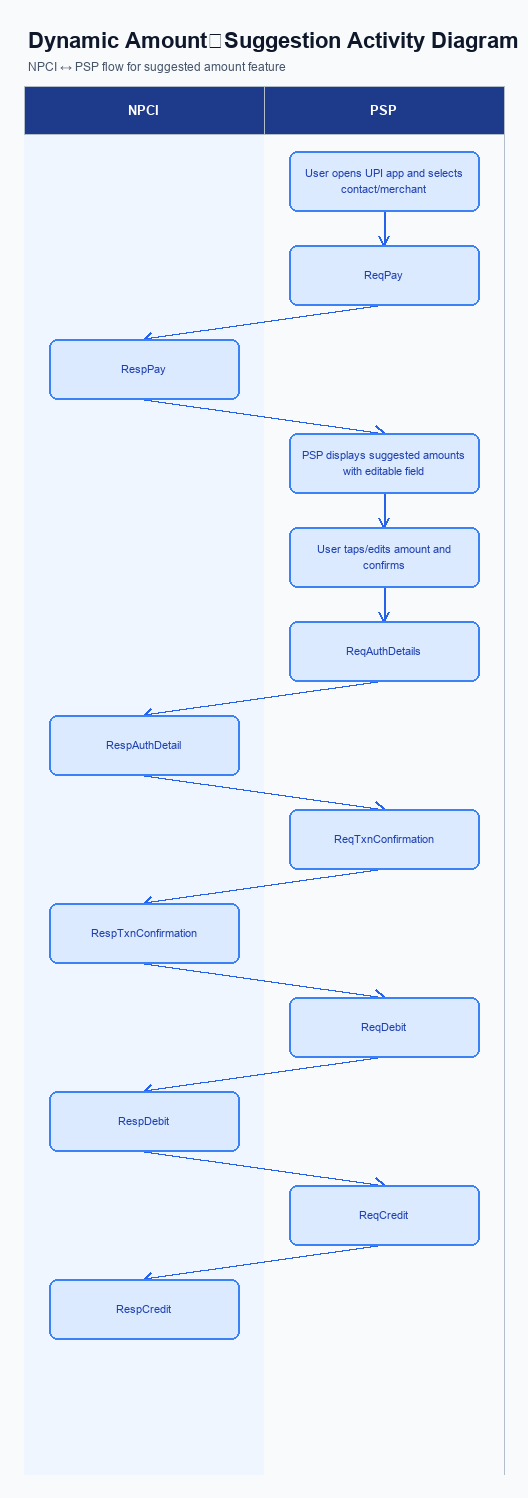 Dynamic Amount□Suggestion Activity Diagram
NPCI ↔ PSP flow for suggested amount feature
NPCI
PSP
User opens UPI app and selects
contact/merchant
ReqPay
RespPay
PSP displays suggested amounts
with editable field
User taps/edits amount and
confirms
ReqAuthDetails
RespAuthDetail
ReqTxnConfirmation
RespTxnConfirmation
ReqDebit
RespDebit
ReqCredit
RespCredit